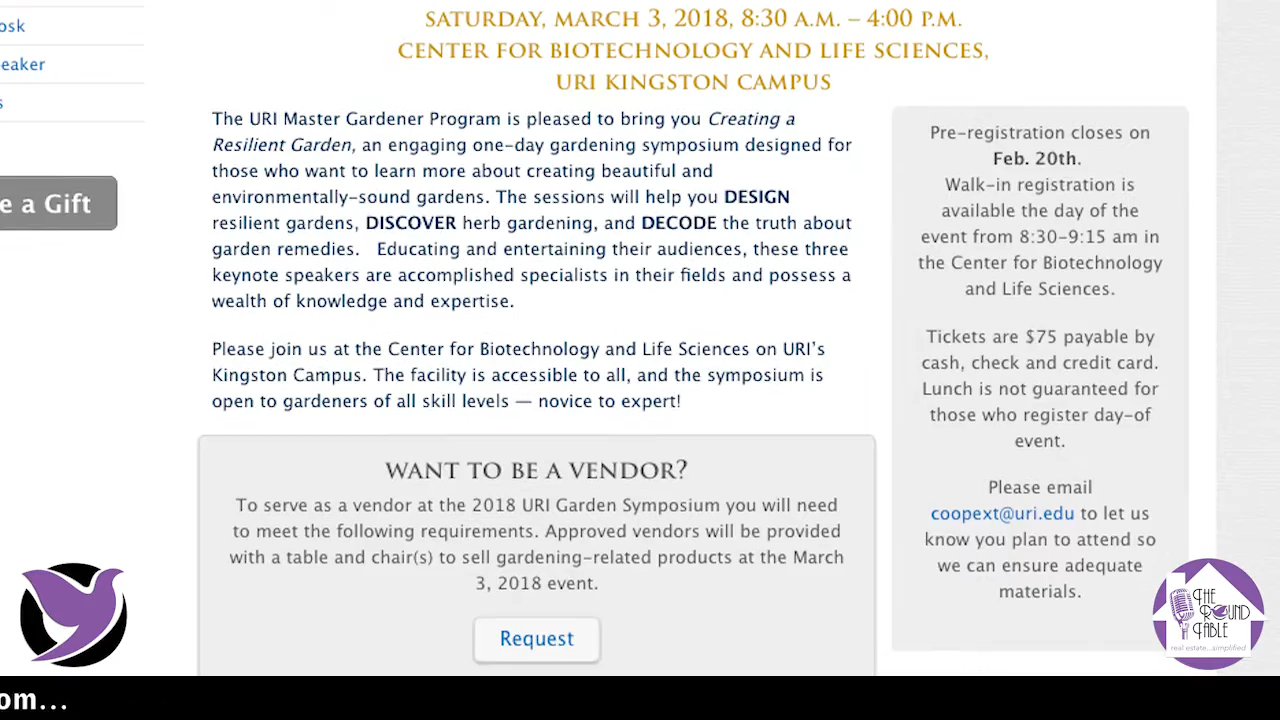 SATURDAY, MARCH 3, 2018, 8:30 A.M. – 4:00 P.M.
CENTER FOR BIOTECHNOLOGY AND LIFE SCIENCES,
URI KINGSTON CAMPUS
osk
eaker
s
e a Gift
The URI Master Gardener Program is pleased to bring you Creating a
Resilient Garden, an engaging one-day gardening symposium designed for
those who want to learn more about creating beautiful and
environmentally-sound gardens. The sessions will help you DESIGN
resilient gardens, DISCOVER herb gardening, and DECODE the truth about
garden remedies. Educating and entertaining their audiences, these three
keynote speakers are accomplished specialists in their fields and possess a
wealth of knowledge and expertise.
Please join us at the Center for Biotechnology and Life Sciences on URI's
Kingston Campus. The facility is accessible to all, and the symposium is
open to gardeners of all skill levels — novice to expert!
WANT TO BE A VENDOR?
To serve as a vendor at the 2018 URI Garden Symposium you will need
to meet the following requirements. Approved vendors will be provided
with a table and chair(s) to sell gardening-related products at the March
3, 2018 event.
Request
Pre-registration closes on
Feb. 20th.
Walk-in registration is
available the day of the
event from 8:30-9:15 am in
the Center for Biotechnology
and Life Sciences.
Tickets are $75 payable by
cash, check and credit card.
Lunch is not guaranteed for
those who register day-of
event.
Please email
coopext@uri.edu to let us
know you plan to attend so
we can ensure adequate
materials.
THE
ROUND
TABLE
real estate...simplified
om...